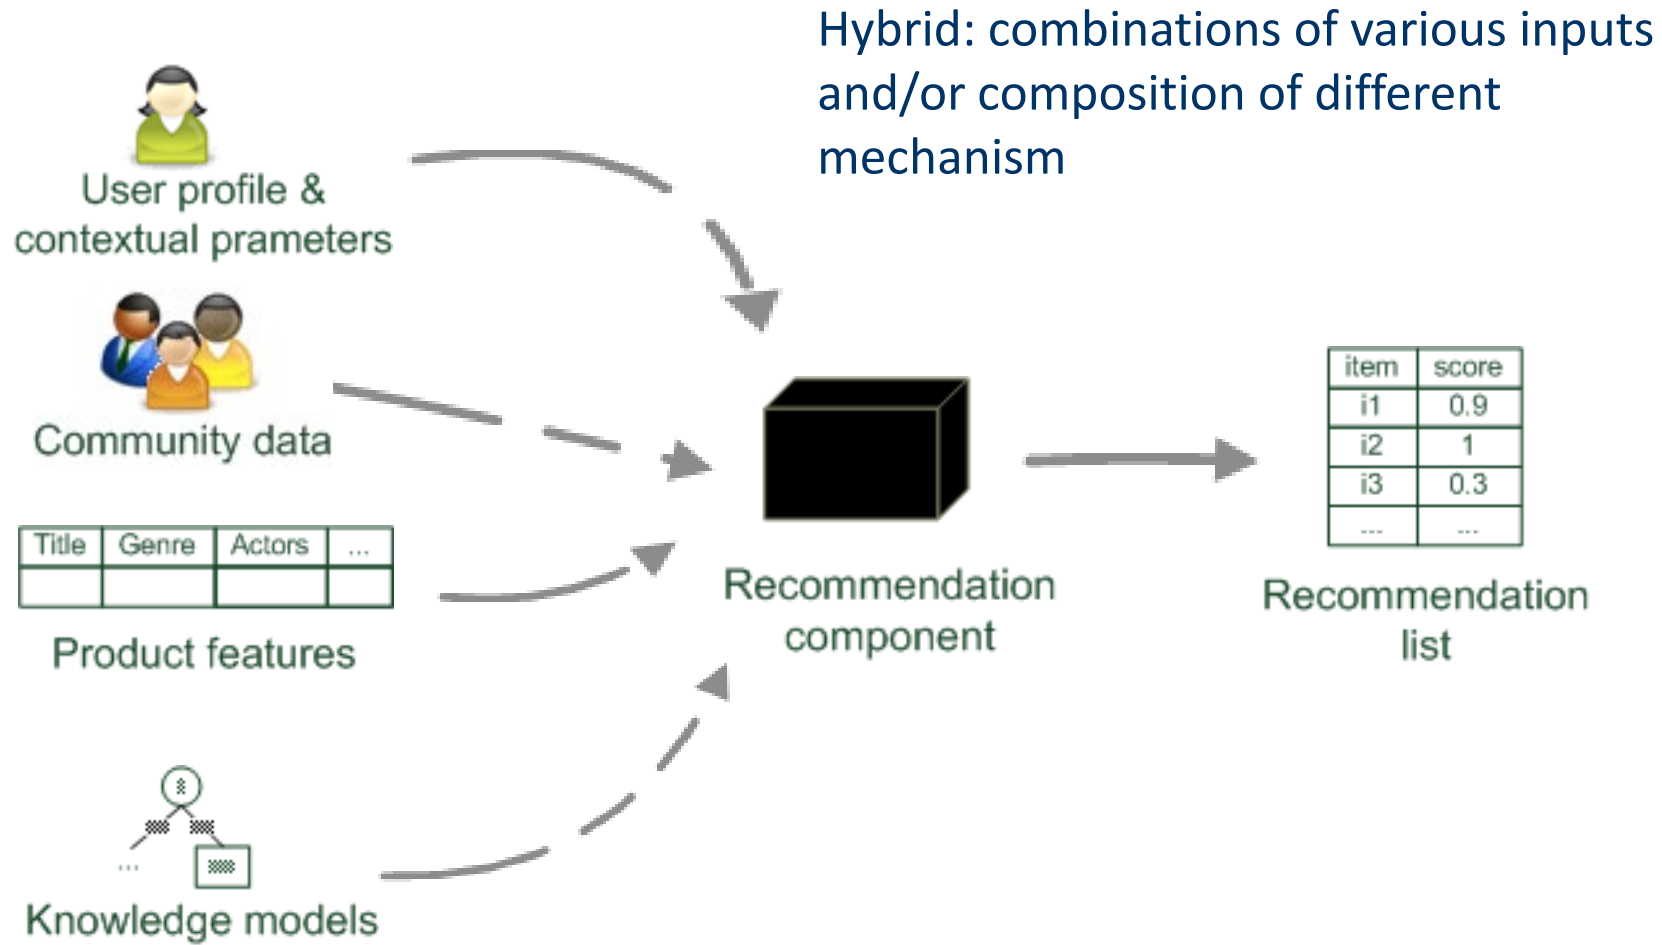 Hybrid: combinations of various inputs
and/or composition of different
mechanism
User profile &
contextual prameters
Community data
Title Genre Actors ...
Product features
Knowledge models
...
Recommendation
component
item score
i1 0.9
i2 1
i3 0.3
... ...
Recommendation
list